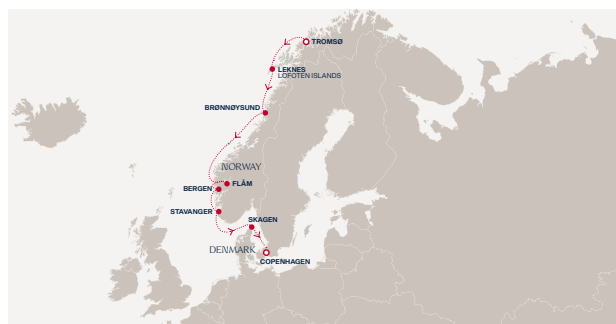 TROMSØ
LEKNES
LOFOTEN ISLANDS
BRØNNØYSUND
NORWAY
FLÅM
BERGEN
STAVANGER
SKAGEN
DENMARK
COPENHAGEN